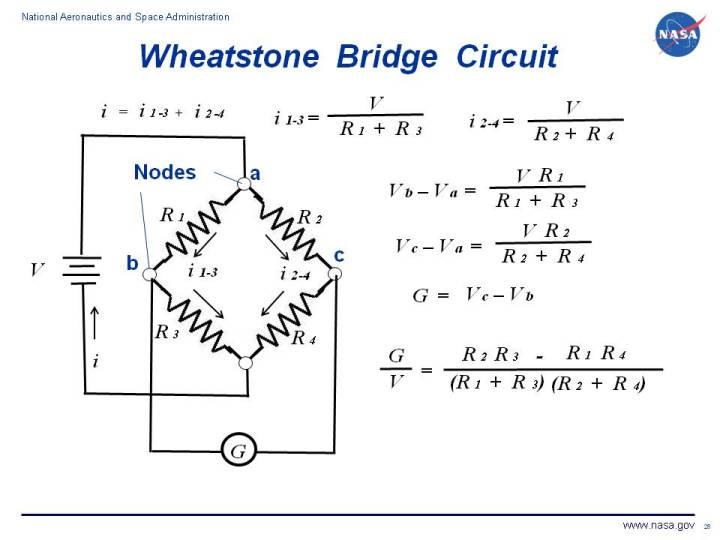 National Aeronautics and Space Administration
NASA
Wheatstone Bridge Circuit
i = i 1-3 + i 2-4
i 1-3 = V / R 1 + R 3
i 2-4 = V / R 2 + R 4
Nodes
a
V b – V a = V R 1 / R 1 + R 3
R 1
R 2
V c – V a = V R 2 / R 2 + R 4
b
c
V
i 1-3
i 2-4
G = V c – V b
R 3
R 4
i
G / V = R 2 R 3 - R 1 R 4 / (R 1 + R 3) (R 2 + R 4)
G
www.nasa.gov
26